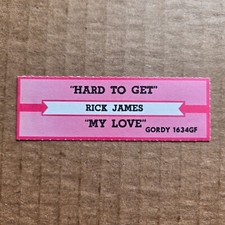 "HARD TO GET"
RICK JAMES
"MY LOVE"
GORDY 1634GF